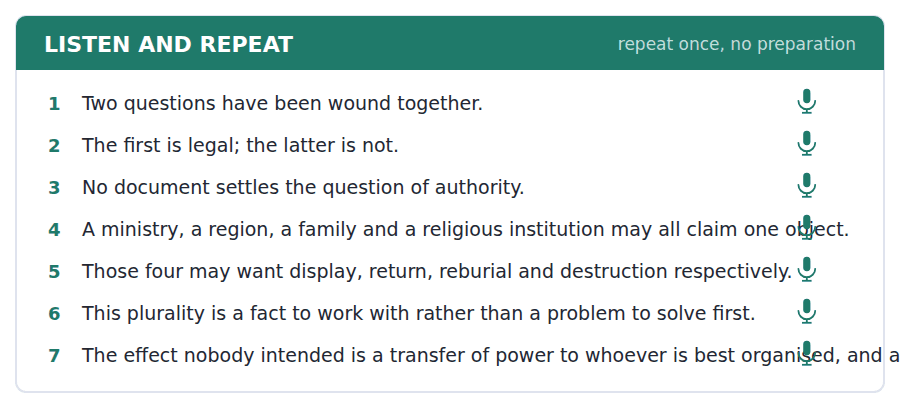 LISTEN AND REPEAT
repeat once, no preparation
1 Two questions have been wound together.
2 The first is legal; the latter is not.
3 No document settles the question of authority.
4 A ministry, a region, a family and a religious institution may all claim one object.
5 Those four may want display, return, reburial and destruction respectively.
6 This plurality is a fact to work with rather than a problem to solve first.
7 The effect nobody intended is a transfer of power to whoever is best organised, and a